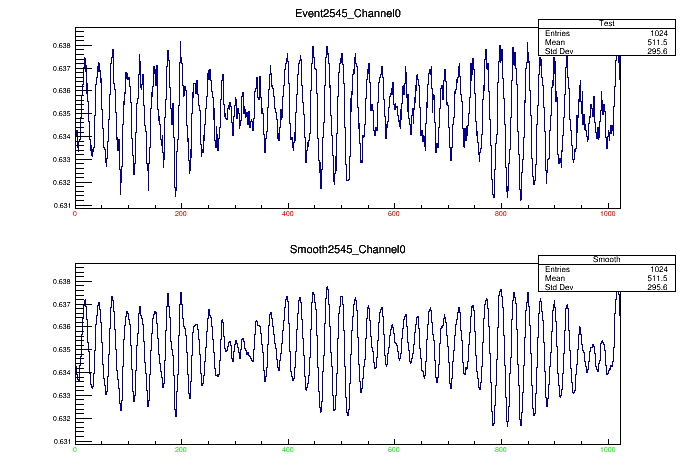 Event2545_Channel0
Test
Entries 1024
Mean 511.5
Std Dev 295.6
0.638
0.637
0.636
0.635
0.634
0.633
0.632
0.631
0 200 400 600 800 1000
Smooth2545_Channel0
Smooth
Entries 1024
Mean 511.5
Std Dev 295.6
0.638
0.637
0.636
0.635
0.634
0.633
0.632
0.631
0 200 400 600 800 1000